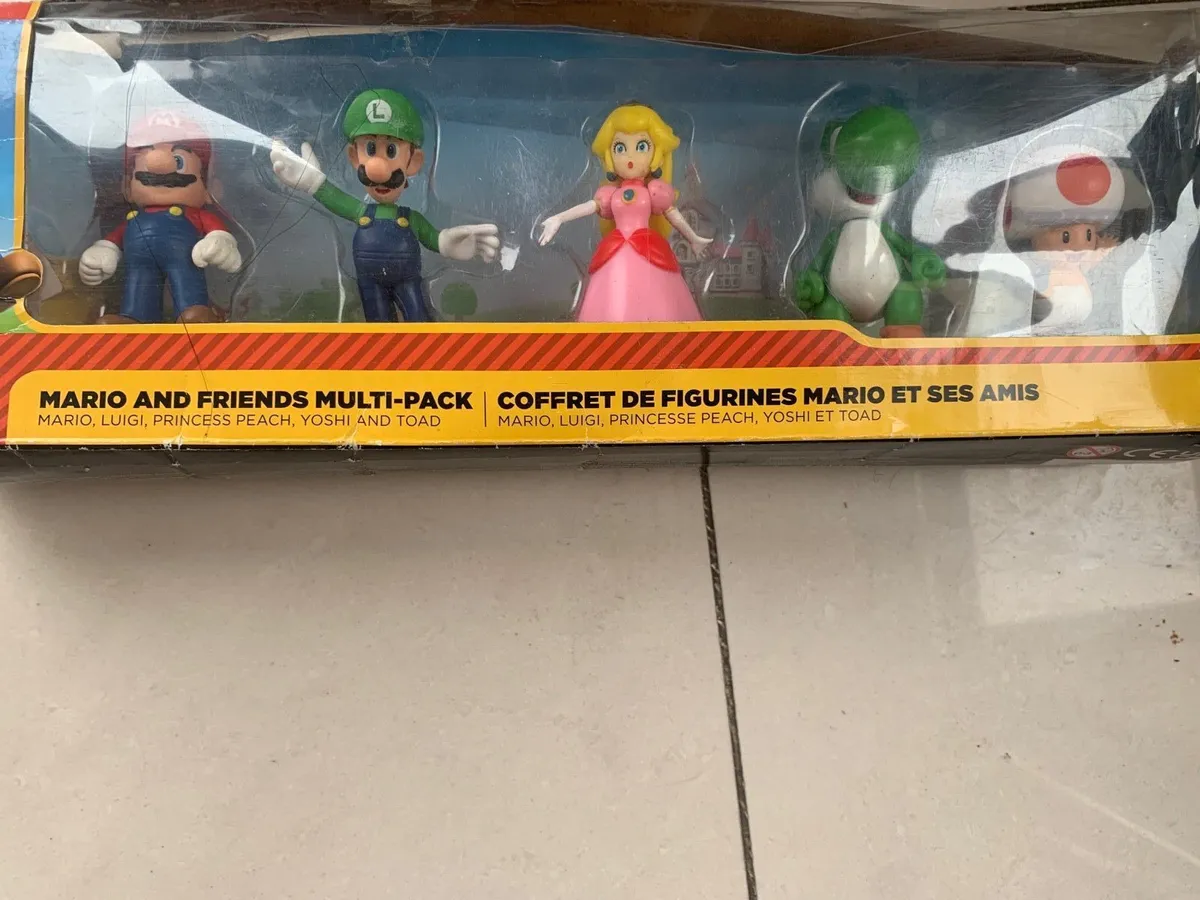 L
MARIO AND FRIENDS MULTI-PACK
MARIO, LUIGI, PRINCESS PEACH, YOSHI AND TOAD
COFFRET DE FIGURINES MARIO ET SES AMIS
MARIO, LUIGI, PRINCESSE PEACH, YOSHI ET TOAD
CE